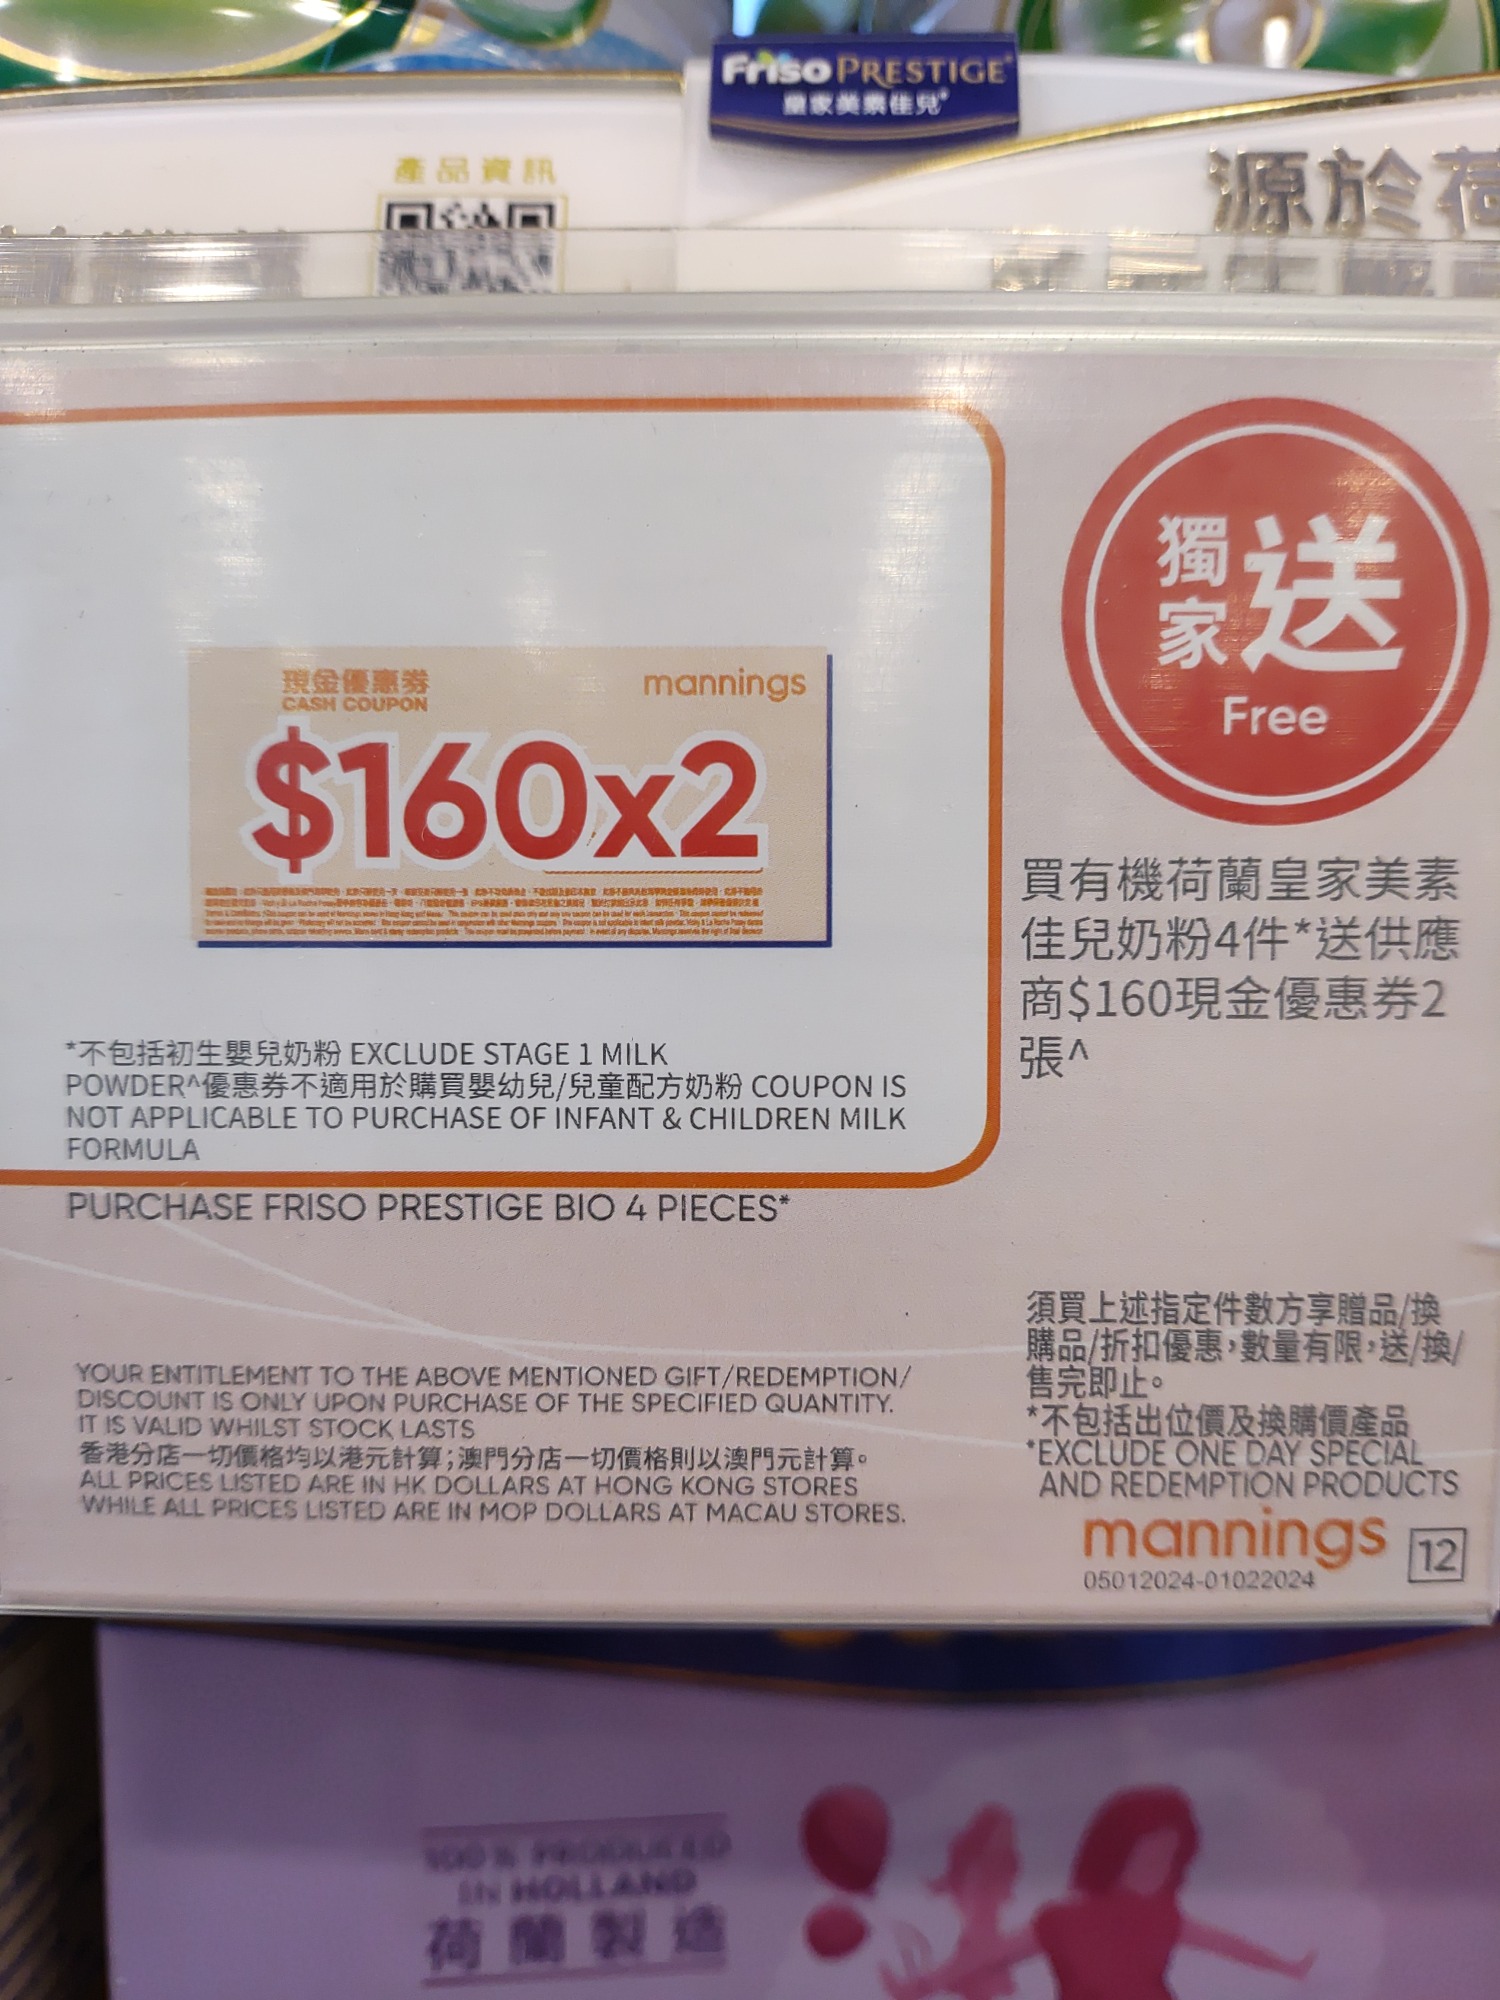 Friso PRESTIGE
皇家美素佳兒
產品資訊
源於荷
獨家送
Free
現金優惠券
CASH COUPON
mannings
$160x2
買有機荷蘭皇家美素
佳兒奶粉4件*送供應
商$160現金優惠券2
張^
*不包括初生嬰兒奶粉 EXCLUDE STAGE 1 MILK
POWDER^優惠券不適用於購買嬰幼兒/兒童配方奶粉 COUPON IS
NOT APPLICABLE TO PURCHASE OF INFANT & CHILDREN MILK
FORMULA
PURCHASE FRISO PRESTIGE BIO 4 PIECES*
YOUR ENTITLEMENT TO THE ABOVE MENTIONED GIFT/REDEMPTION/
DISCOUNT IS ONLY UPON PURCHASE OF THE SPECIFIED QUANTITY.
IT IS VALID WHILST STOCK LASTS
香港分店一切價格均以港元計算;澳門分店一切價格則以澳門元計算。
ALL PRICES LISTED ARE IN HK DOLLARS AT HONG KONG STORES
WHILE ALL PRICES LISTED ARE IN MOP DOLLARS AT MACAU STORES.
須買上述指定件數方享贈品/換
購品/折扣優惠,數量有限,送/換/
售完即止。
*不包括出位價及換購價產品
*EXCLUDE ONE DAY SPECIAL
AND REDEMPTION PRODUCTS
mannings
12
05012024-01022024
100% PRODUCED
IN HOLLAND
荷蘭製造